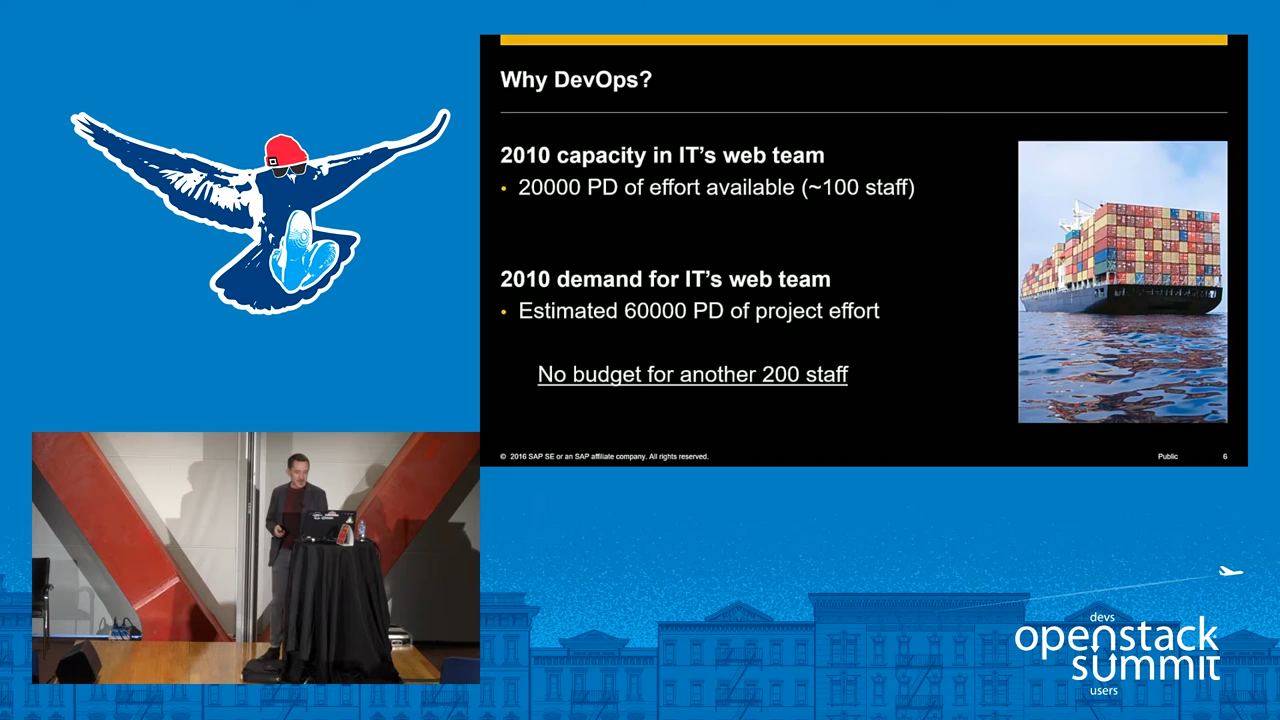 Why DevOps?
2010 capacity in IT's web team
• 20000 PD of effort available (~100 staff)
2010 demand for IT's web team
• Estimated 60000 PD of project effort
No budget for another 200 staff
© 2016 SAP SE or an SAP affiliate company. All rights reserved.
Public
6
devs
openstack
summit
users